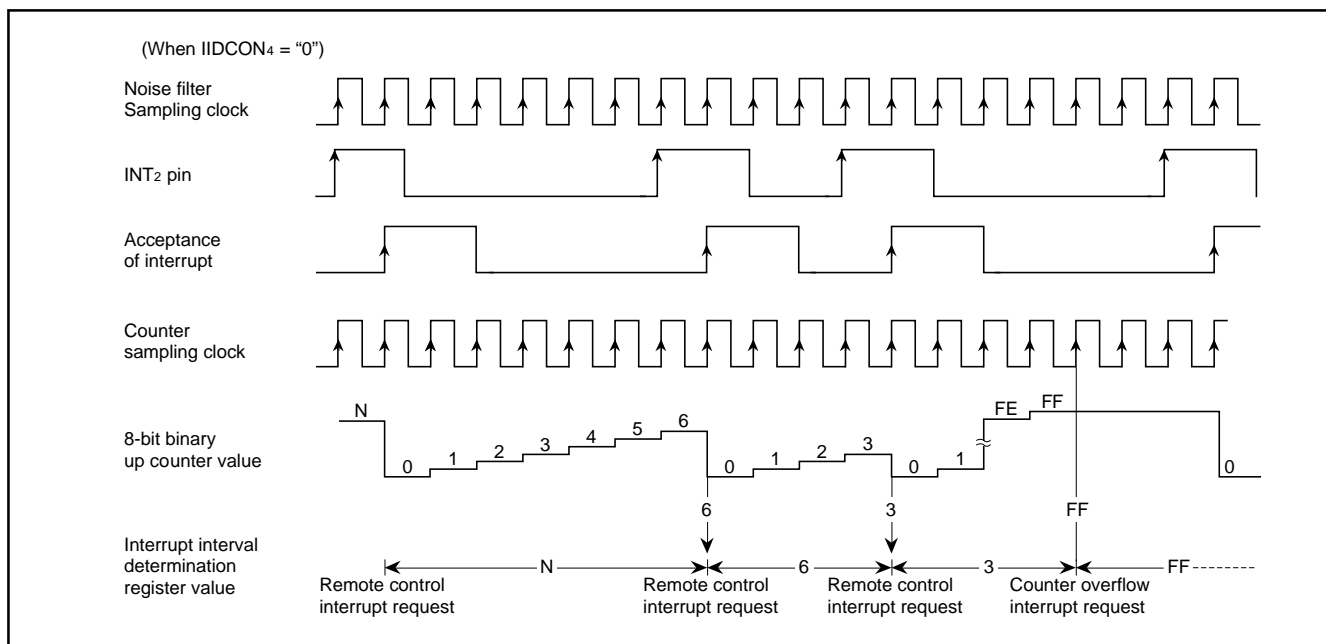 (When IIDCON4 = “0”)
Noise filter
Sampling clock
INT2 pin
Acceptance
of interrupt
Counter
sampling clock
8-bit binary
up counter value
N
0
1
2
3
4
5
6
0
1
2
3
0
1
FE
FF
0
6
3
FF
Interrupt interval
determination
register value
N
6
3
FF
Remote control
interrupt request
Remote control
interrupt request
Remote control
interrupt request
Counter overflow
interrupt request